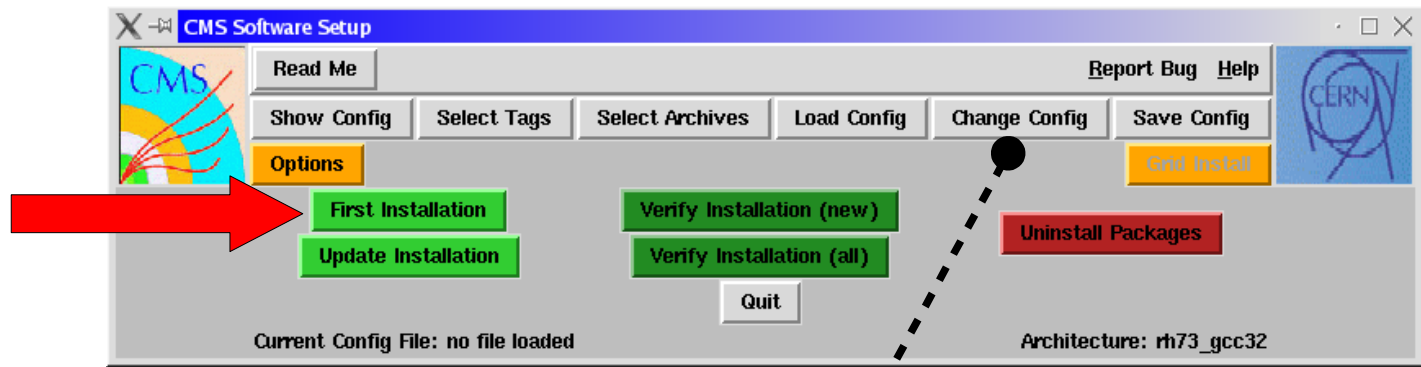 CMS Software Setup
CMS
Read Me Report Bug Help
CERN
Show Config Select Tags Select Archives Load Config Change Config Save Config
Options Grid Install
First Installation Verify Installation (new)
Uninstall Packages
Update Installation Verify Installation (all)
Quit
Current Config File: no file loaded Architecture: rh73_gcc32